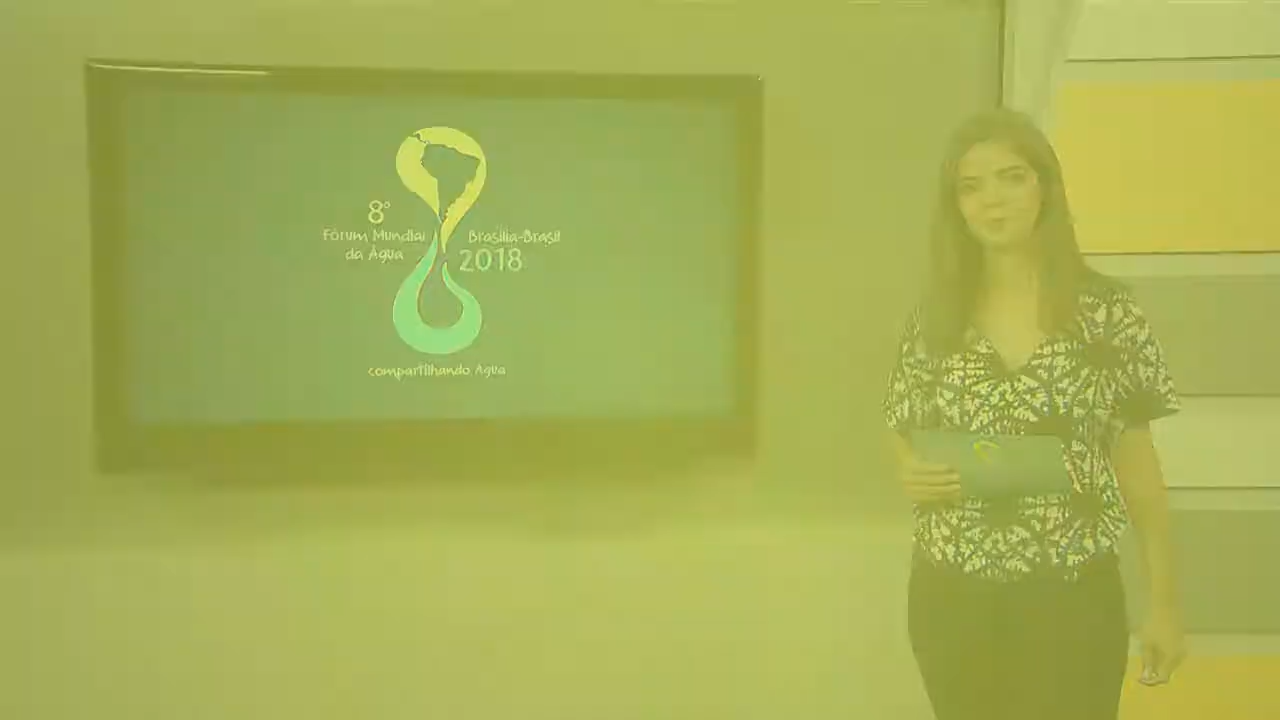 8º
Fórum Mundial
da Água
Brasília-Brasil
2018
compartilhando Água